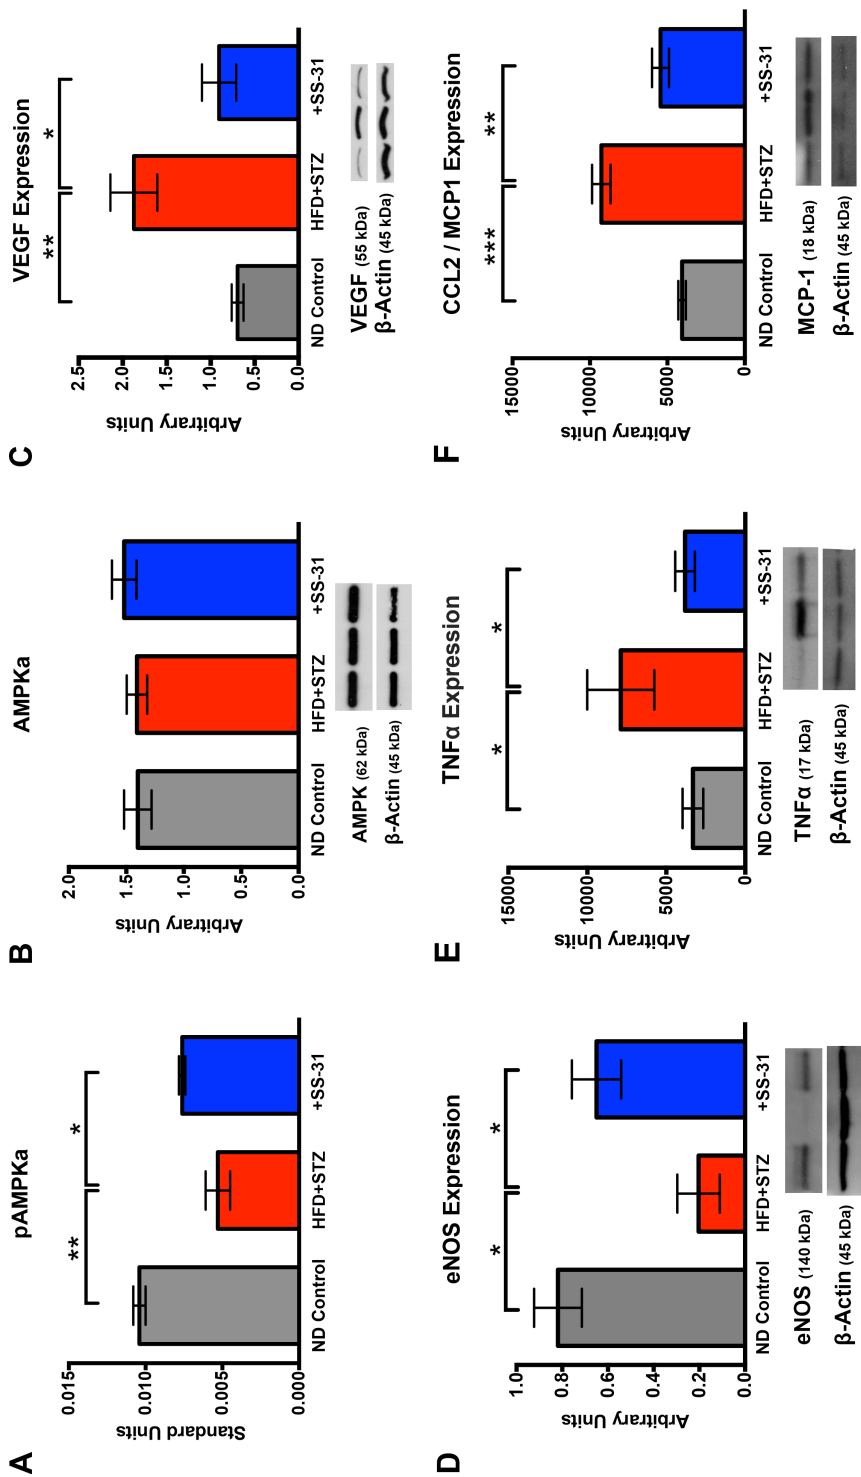 A
pAMPKa
Standard Units
0.015
0.010
0.005
0.000
**
*
ND Control
HFD+STZ
+SS-31
B
AMPKa
Arbitrary Units
2.0
1.5
1.0
0.5
0.0
ND Control
HFD+STZ
+SS-31
AMPK (62 kDa)
β-Actin (45 kDa)
C
VEGF Expression
Arbitrary Units
2.5
2.0
1.5
1.0
0.5
0.0
**
*
ND Control
HFD+STZ
+SS-31
VEGF (55 kDa)
β-Actin (45 kDa)
D
eNOS Expression
Arbitrary Units
1.0
0.8
0.6
0.4
0.2
0.0
*
*
ND Control
HFD+STZ
+SS-31
eNOS (140 kDa)
β-Actin (45 kDa)
E
TNFα Expression
Arbitrary Units
15000
10000
5000
0
*
*
ND Control
HFD+STZ
+SS-31
TNFα (17 kDa)
β-Actin (45 kDa)
F
CCL2 / MCP1 Expression
Arbitrary Units
15000
10000
5000
0
***
**
ND Control
HFD+STZ
+SS-31
MCP-1 (18 kDa)
β-Actin (45 kDa)